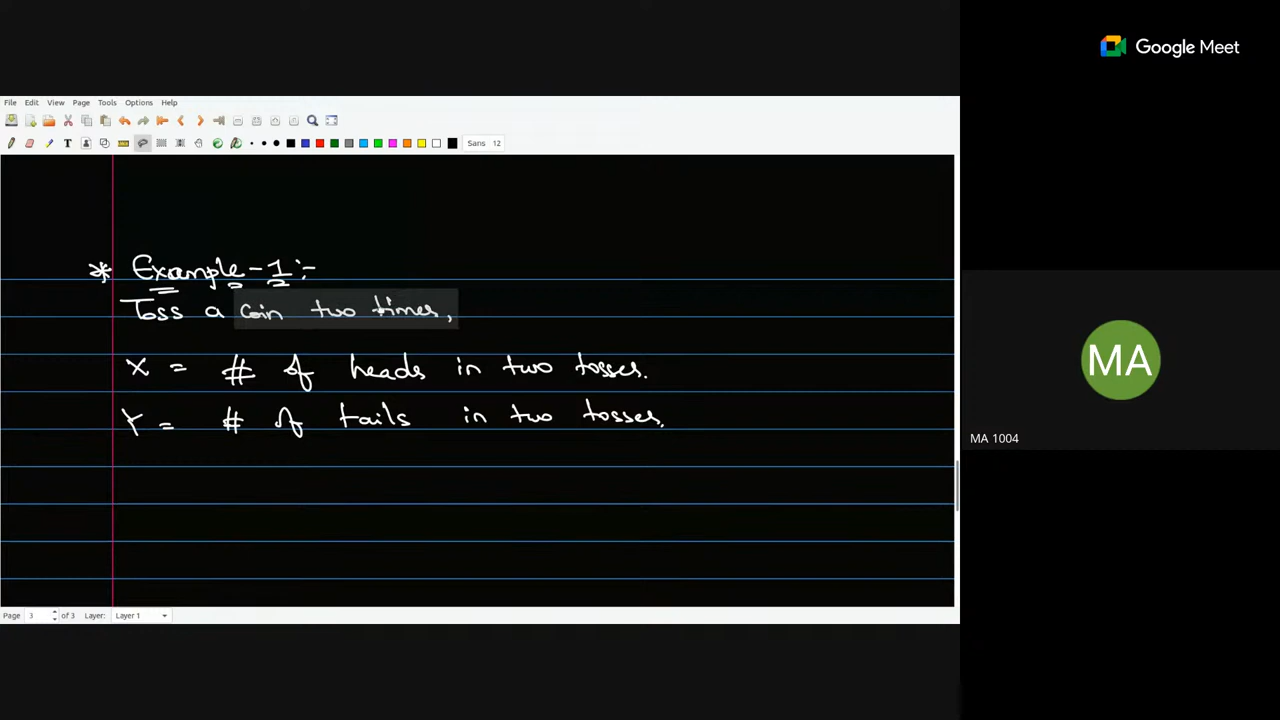 Google Meet
File Edit View Page Tools Options Help
T Sans 12
* Example-1:-
Toss a coin two times,
X = # of heads in two tosses.
Y = # of tails in two tosses.
MA
MA 1004
Page 3 of 3 Layer: Layer 1